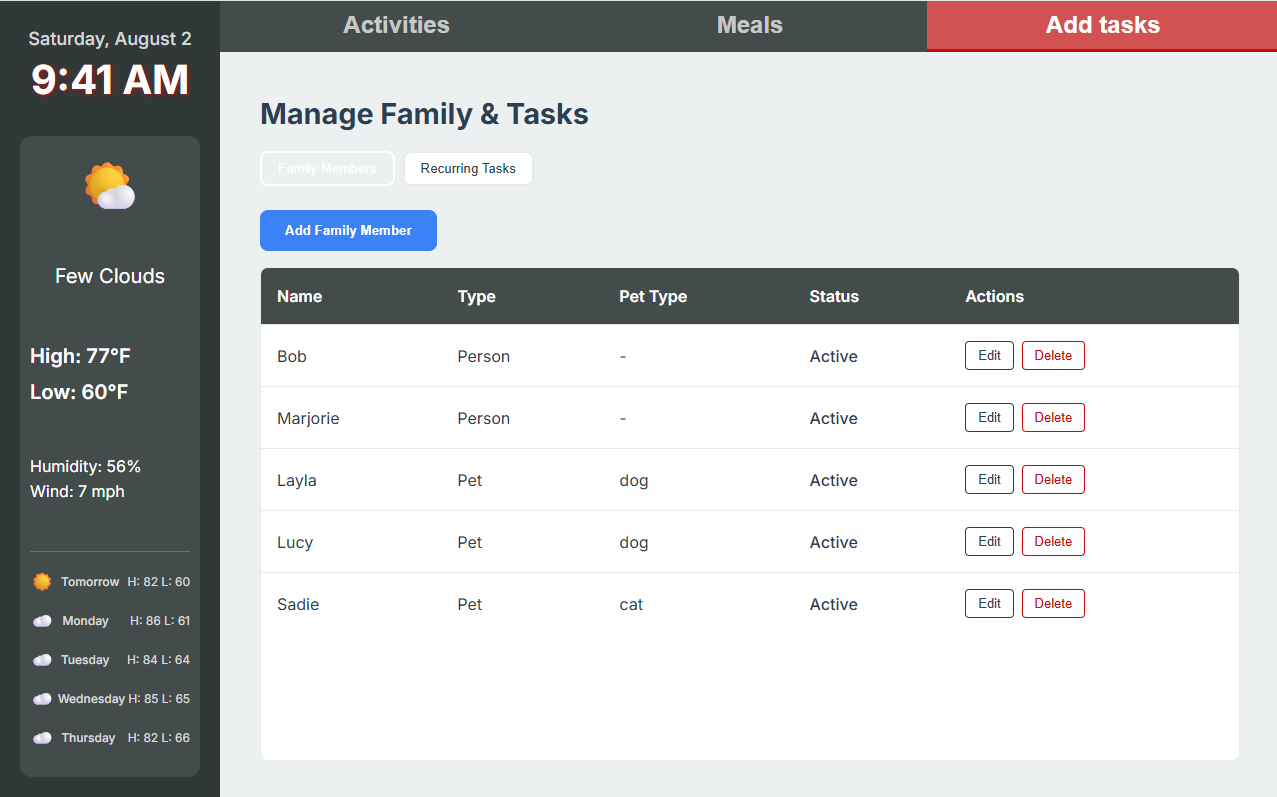 Saturday, August 2
9:41 AM
Few Clouds
High: 77°F
Low: 60°F
Humidity: 56%
Wind: 7 mph
Tomorrow H: 82 L: 60
Monday H: 86 L: 61
Tuesday H: 84 L: 64
Wednesday H: 85 L: 65
Thursday H: 82 L: 66
Activities Meals Add tasks
Manage Family & Tasks
Family Members Recurring Tasks
Add Family Member
Name Type Pet Type Status Actions
Bob Person - Active Edit Delete
Marjorie Person - Active Edit Delete
Layla Pet dog Active Edit Delete
Lucy Pet dog Active Edit Delete
Sadie Pet cat Active Edit Delete